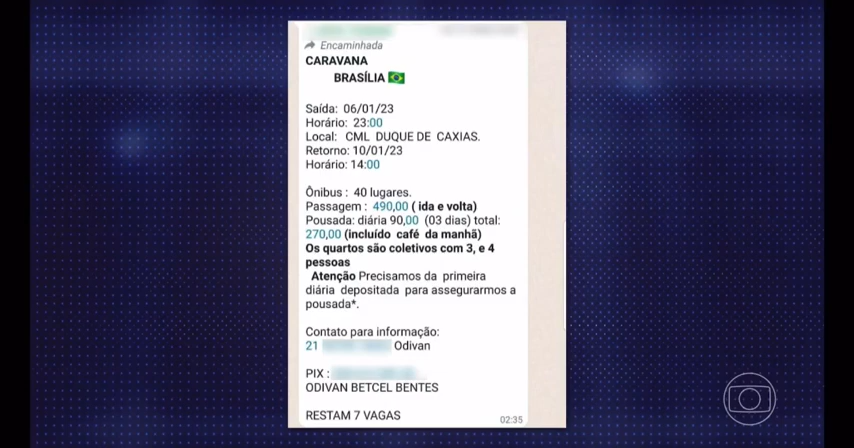 Encaminhada
CARAVANA
BRASÍLIA
Saída: 06/01/23
Horário: 23:00
Local: CML DUQUE DE CAXIAS.
Retorno: 10/01/23
Horário: 14:00
Ônibus : 40 lugares.
Passagem : 490,00 ( ida e volta)
Pousada: diária 90,00 (03 dias) total:
270,00 (incluído café da manhã)
Os quartos são coletivos com 3, e 4
pessoas
Atenção Precisamos da primeira
diária depositada para assegurarmos a
pousada*.
Contato para informação:
21 Odivan
PIX :
ODIVAN BETCEL BENTES
RESTAM 7 VAGAS
02:35